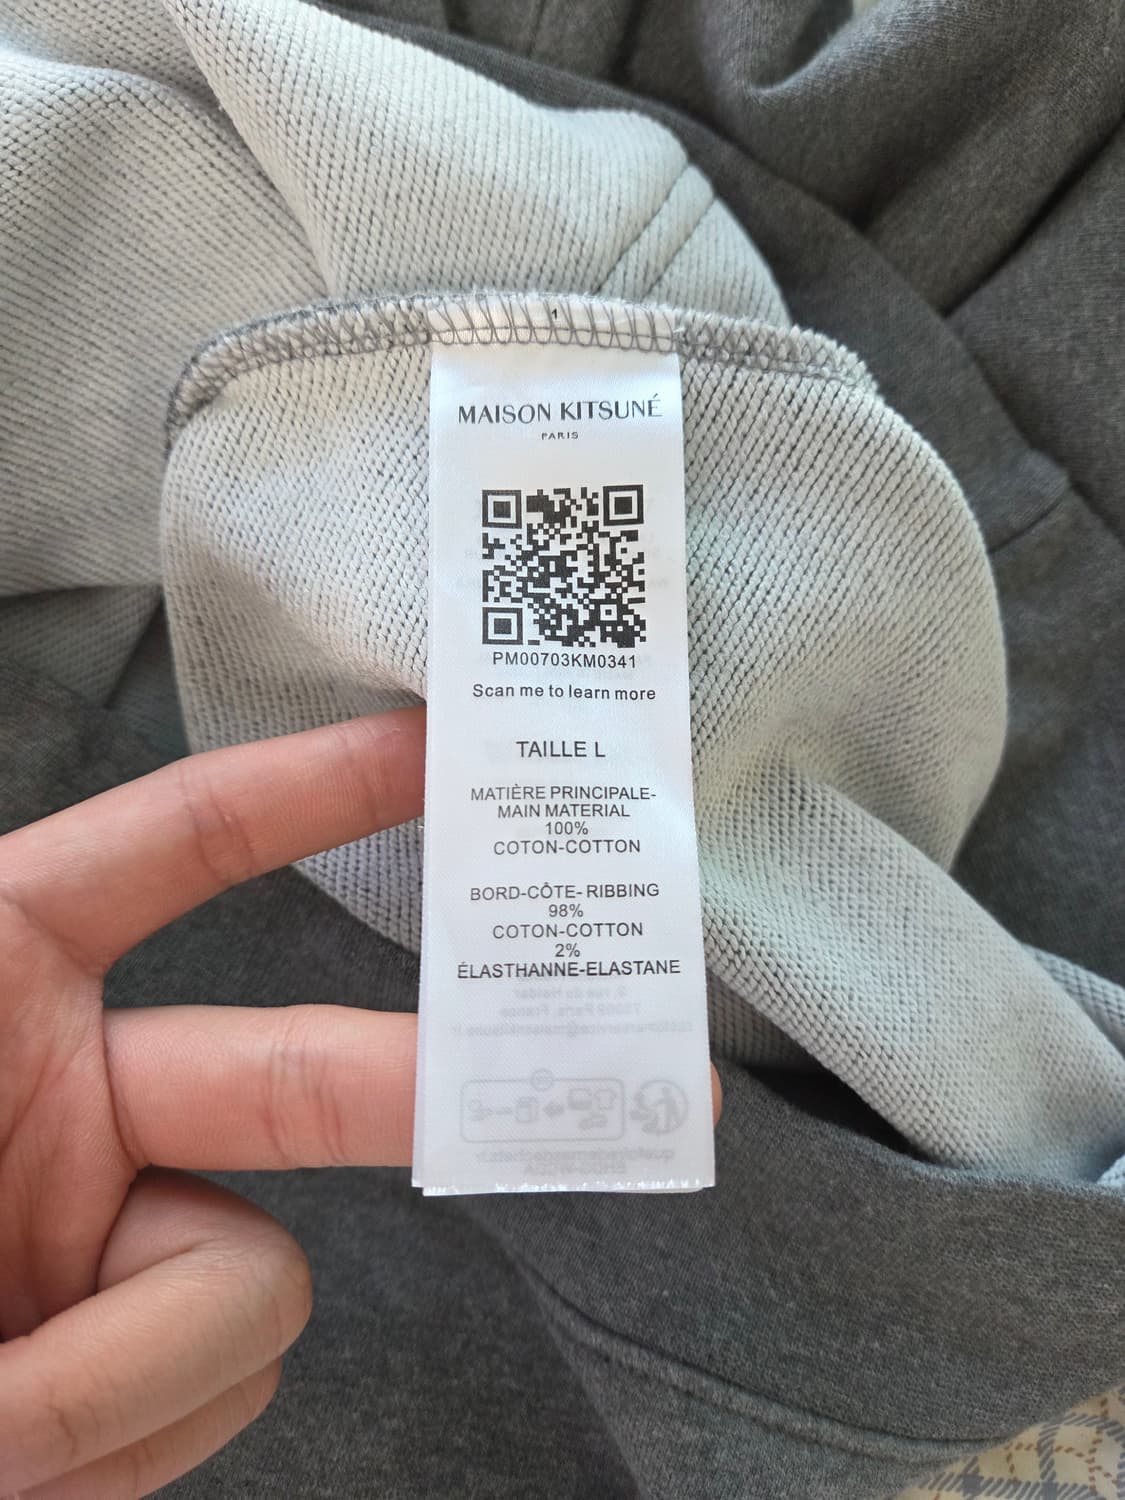 1
MAISON KITSUNÉ
PARIS
PM00703KM0341
Scan me to learn more
TAILLE L
MATIÈRE PRINCIPALE-
MAIN MATERIAL
100%
COTON-COTTON
BORD-CÔTE-RIBBING
98%
COTON-COTTON
2%
ÉLASTHANNE-ELASTANE